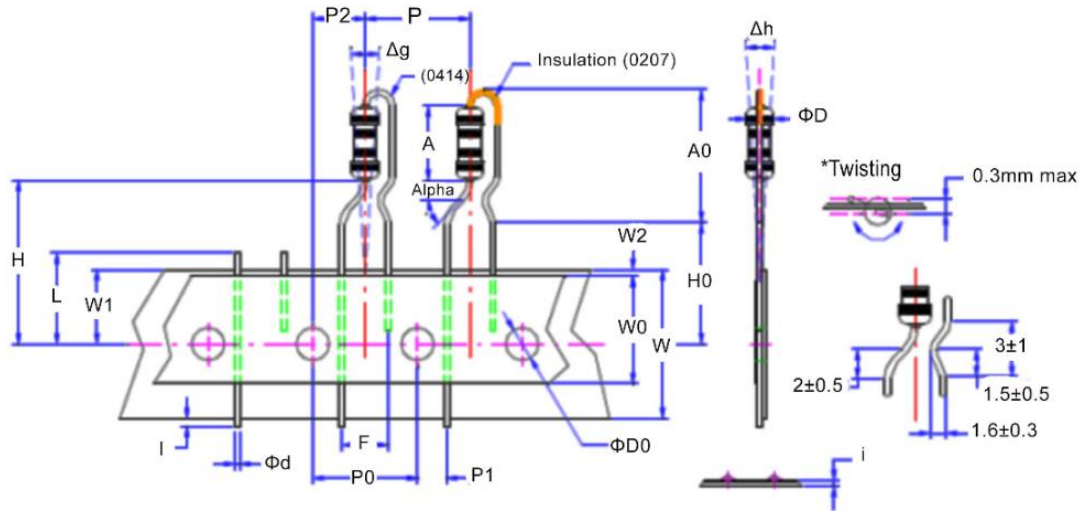 P2
P
Δg
Δh
(0414)
Insulation (0207)
A
A0
ΦD
*Twisting
0.3mm max
Alpha
H
L
W1
W2
H0
W0
W
2±0.5
3±1
1.5±0.5
1.6±0.3
I
Φd
F
P0
P1
ΦD0
i